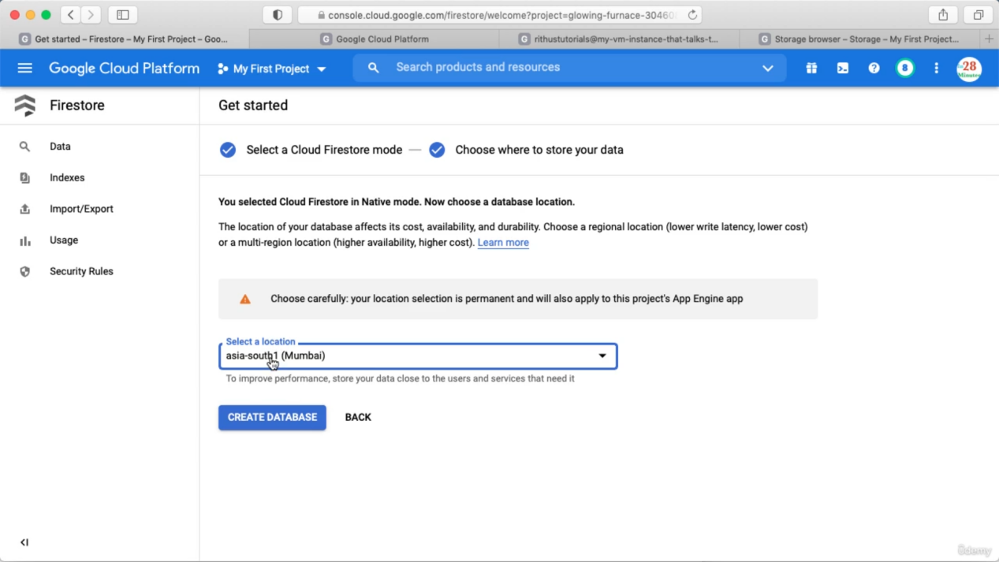 console.cloud.google.com/firestore/welcome?project=glowing-furnace-30460
Get started – Firestore – My First Project – Goo...
Google Cloud Platform
rithustutorials@my-vm-instance-that-talks-t...
Storage browser – Storage – My First Project...
Google Cloud Platform
My First Project
Search products and resources
8
28
Minutes
Firestore
Get started
Data
Indexes
Import/Export
Usage
Security Rules
Select a Cloud Firestore mode
Choose where to store your data
You selected Cloud Firestore in Native mode. Now choose a database location.
The location of your database affects its cost, availability, and durability. Choose a regional location (lower write latency, lower cost)
or a multi-region location (higher availability, higher cost). Learn more
Choose carefully: your location selection is permanent and will also apply to this project's App Engine app
Select a location
asia-south1 (Mumbai)
To improve performance, store your data close to the users and services that need it
CREATE DATABASE
BACK
ûdemy